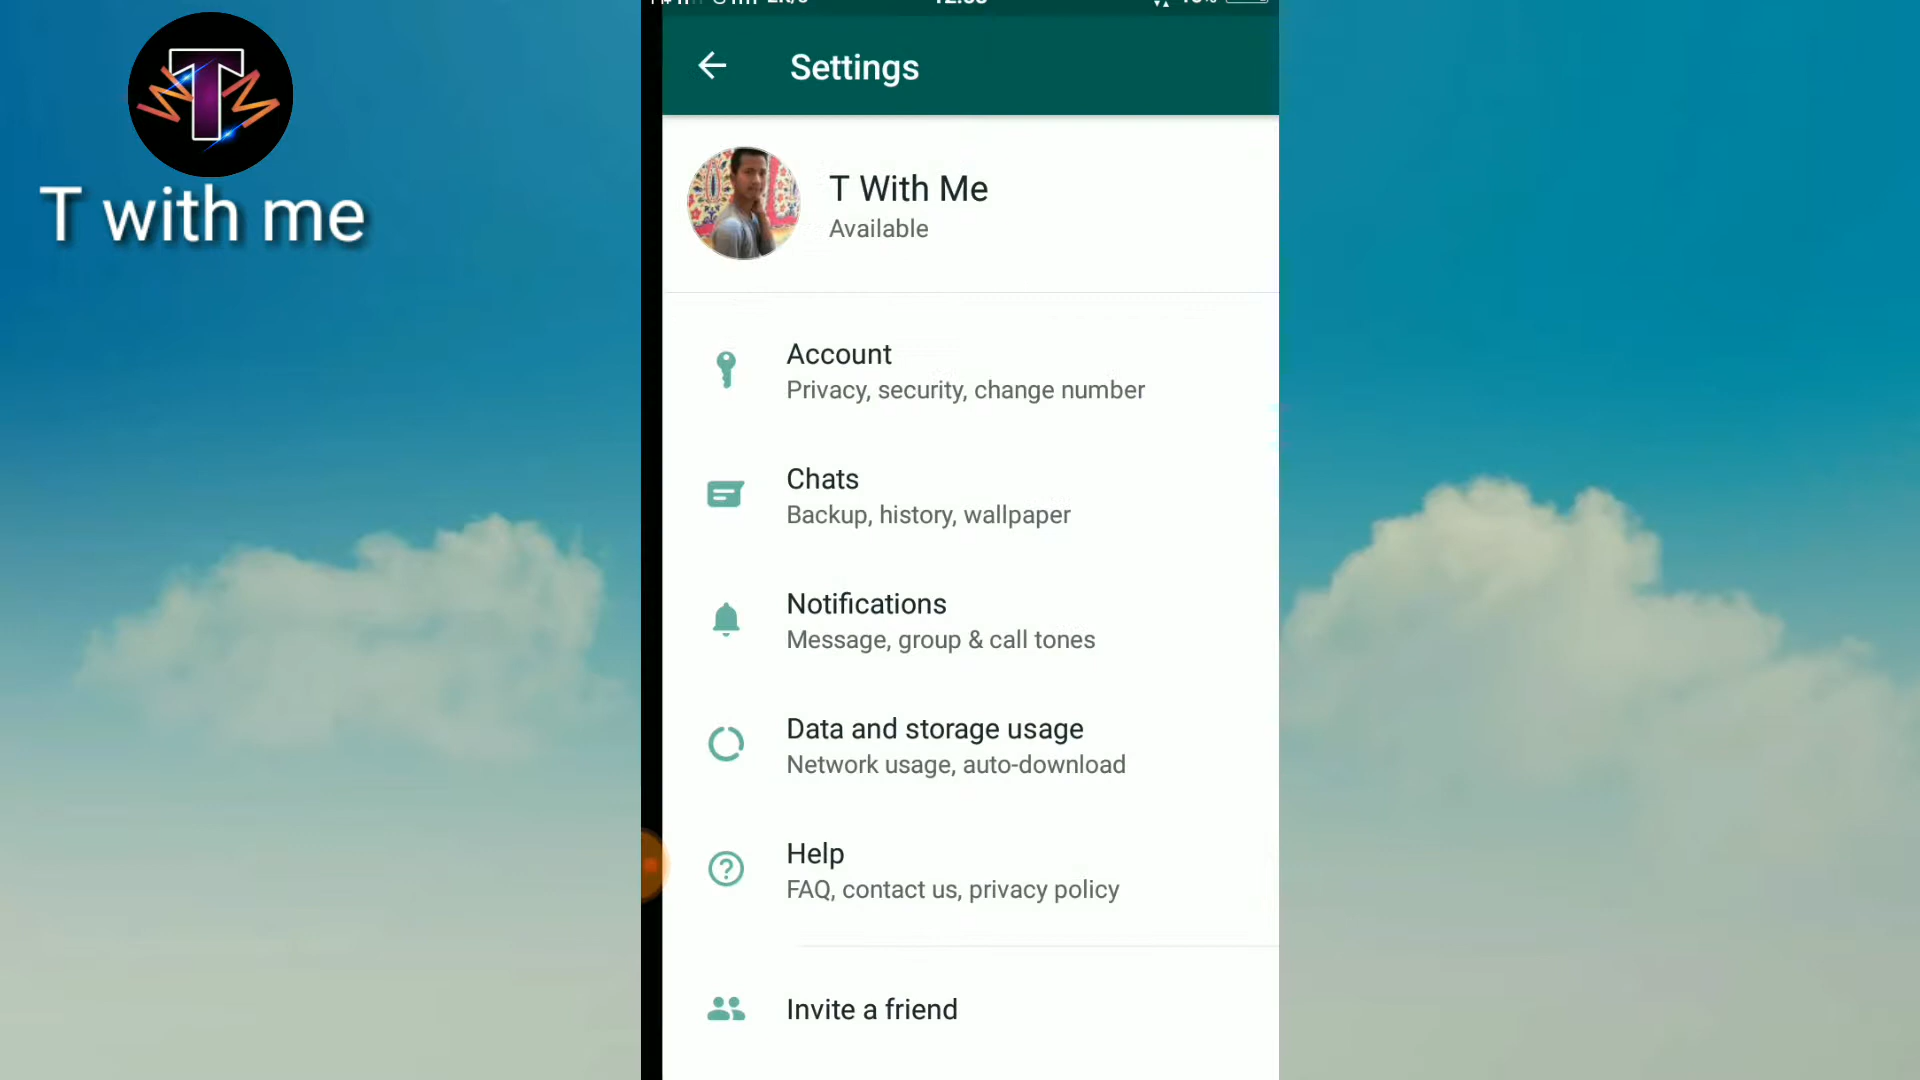 T with me
Settings
T With Me
Available
Account
Privacy, security, change number
Chats
Backup, history, wallpaper
Notifications
Message, group & call tones
Data and storage usage
Network usage, auto-download
Help
FAQ, contact us, privacy policy
Invite a friend